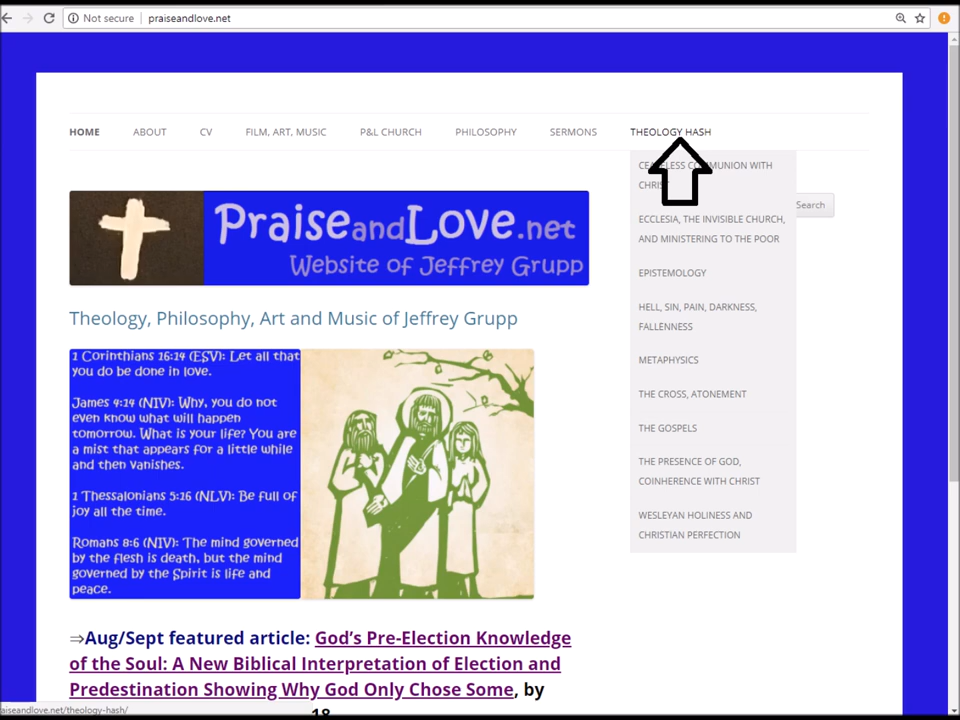 Not secure praiseandlove.net
HOME ABOUT CV FILM, ART, MUSIC P&L CHURCH PHILOSOPHY SERMONS THEOLOGY HASH
CEASELESS COMMUNION WITH
CHRIST
Search
ECCLESIA, THE INVISIBLE CHURCH,
AND MINISTERING TO THE POOR
EPISTEMOLOGY
HELL, SIN, PAIN, DARKNESS,
FALLENNESS
METAPHYSICS
THE CROSS, ATONEMENT
THE GOSPELS
THE PRESENCE OF GOD,
COINHERENCE WITH CHRIST
WESLEYAN HOLINESS AND
CHRISTIAN PERFECTION
PraiseandLove.net
Website of Jeffrey Grupp
Theology, Philosophy, Art and Music of Jeffrey Grupp
1 Corinthians 16:14 (ESV): Let all that
you do be done in love.
James 4:14 (NIV): Why, you do not
even know what will happen
tomorrow. What is your life? You are
a mist that appears for a little while
and then vanishes.
1 Thessalonians 5:16 (NLV): Be full of
joy all the time.
Romans 8:6 (NIV): The mind governed
by the flesh is death, but the mind
governed by the Spirit is life and
peace.
⇒Aug/Sept featured article: God's Pre-Election Knowledge
of the Soul: A New Biblical Interpretation of Election and
Predestination Showing Why God Only Chose Some, by
18
aiseandlove.net/theology-hash/